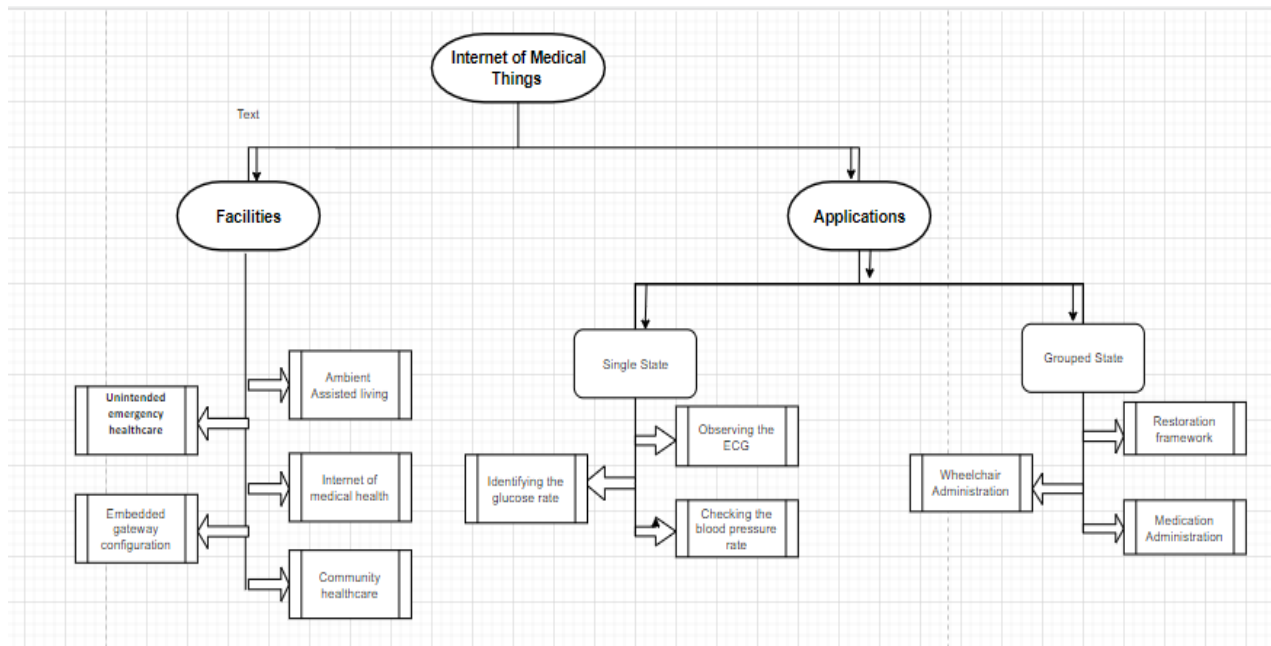 Internet of Medical
Things
Text
Facilities
Applications
Ambient
Assisted living
Unintended
emergency
healthcare
Internet of
medical health
Embedded
gateway
configuration
Community
healthcare
Single State
Grouped State
Observing the
ECG
Identifying the
glucose rate
Checking the
blood pressure
rate
Restoration
framework
Wheelchair
Administration
Medication
Administration